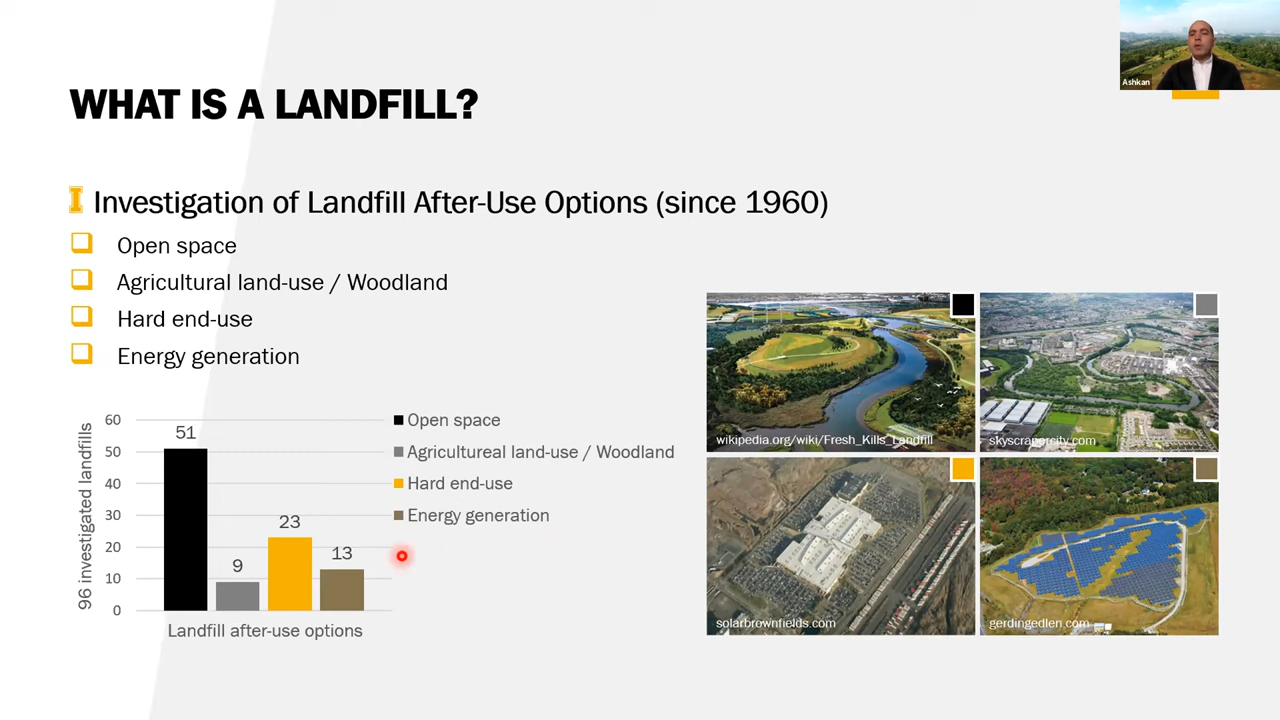 Ashkan
WHAT IS A LANDFILL?
Investigation of Landfill After-Use Options (since 1960)
Open space
Agricultural land-use / Woodland
Hard end-use
Energy generation
60
50
40
30
20
10
0
51
9
23
13
96 investigated landfills
Landfill after-use options
Open space
Agricultureal land-use / Woodland
Hard end-use
Energy generation
wikipedia.org/wiki/Fresh_Kills_Landfill
skyscrapercity.com
solarbrownfields.com
gerdingedlen.com